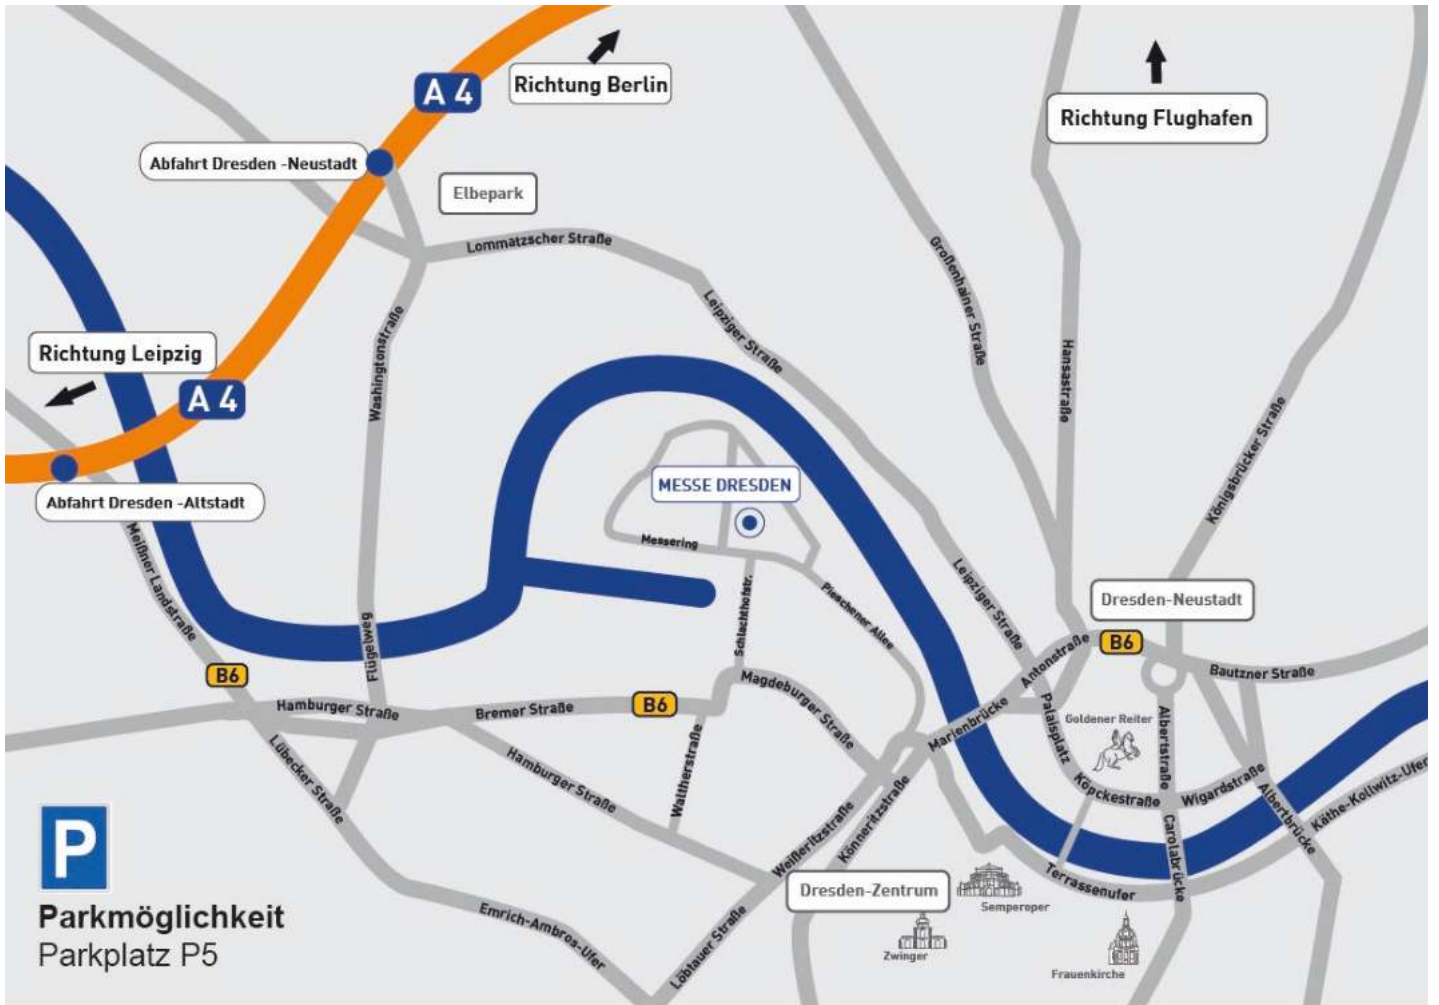 A 4
Richtung Berlin
Richtung Flughafen
Abfahrt Dresden -Neustadt
Elbepark
Lommatzscher Straße
Großenhainer Straße
Leipziger Straße
Washingtonstraße
Richtung Leipzig
A 4
Hansastraße
Königsbrücker Straße
MESSE DRESDEN
Abfahrt Dresden -Altstadt
Messering
Meißner Landstraße
Leipziger Straße
Schlachthofstr.
Pieschener Allee
Dresden-Neustadt
Flügelweg
Antonstraße
B6
Bautzner Straße
B6
Magdeburger Straße
B6
Hamburger Straße
Bremer Straße
Marienbrücke
Palaisplatz
Goldener Reiter
Albertstraße
Lübecker Straße
Hamburger Straße
Waltherstraße
Köpckestraße
Wigardstraße
Albertbrücke
Käthe-Kollwitz-Ufer
Weißeritzstraße
Könneritzstraße
Carolabrücke
Terrassenufer
Dresden-Zentrum
Semperoper
Emrich-Ambros-Ufer
Löbtauer Straße
Zwinger
Frauenkirche
P
Parkmöglichkeit
Parkplatz P5